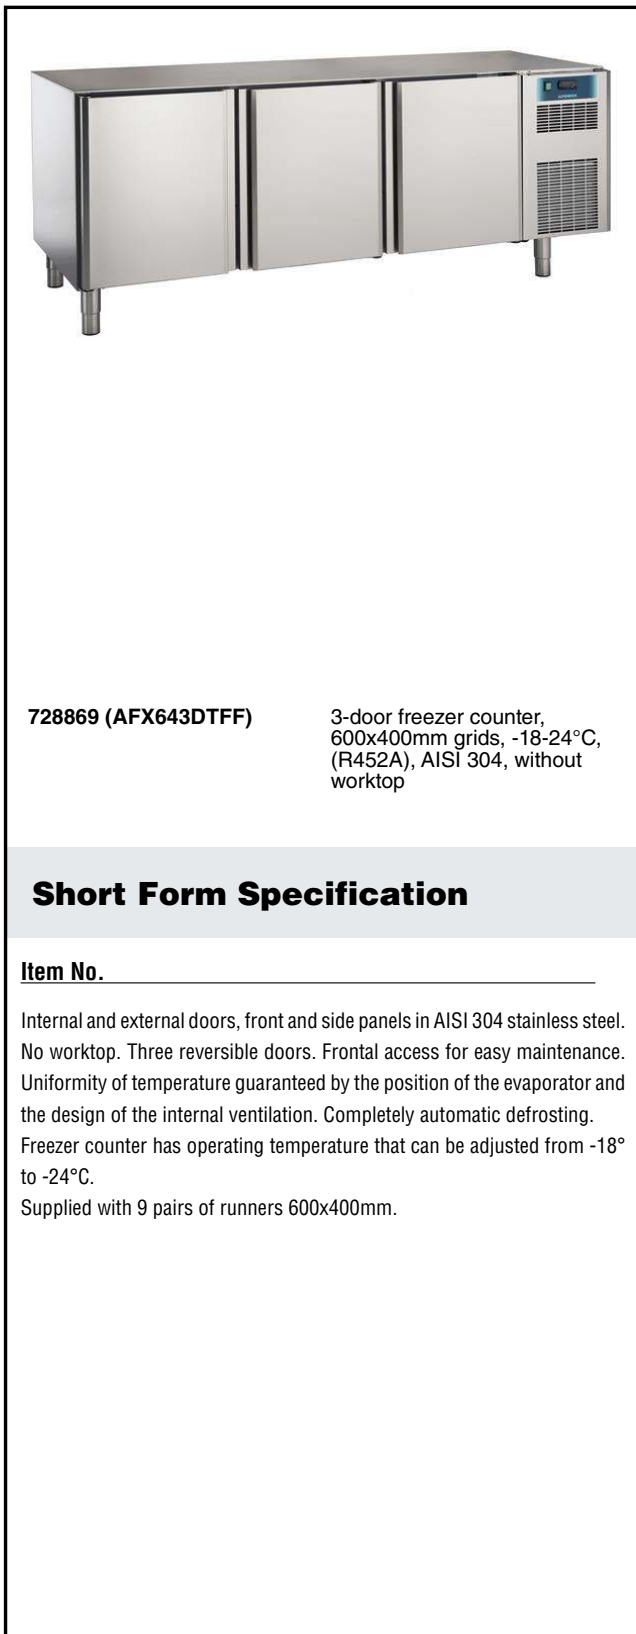 728869 (AFX643DTFF)
3-door freezer counter,
600x400mm grids, -18-24°C,
(R452A), AISI 304, without
worktop
Short Form Specification
Item No.
Internal and external doors, front and side panels in AISI 304 stainless steel.
No worktop. Three reversible doors. Frontal access for easy maintenance.
Uniformity of temperature guaranteed by the position of the evaporator and
the design of the internal ventilation. Completely automatic defrosting.
Freezer counter has operating temperature that can be adjusted from -18°
to -24°C.
Supplied with 9 pairs of runners 600x400mm.